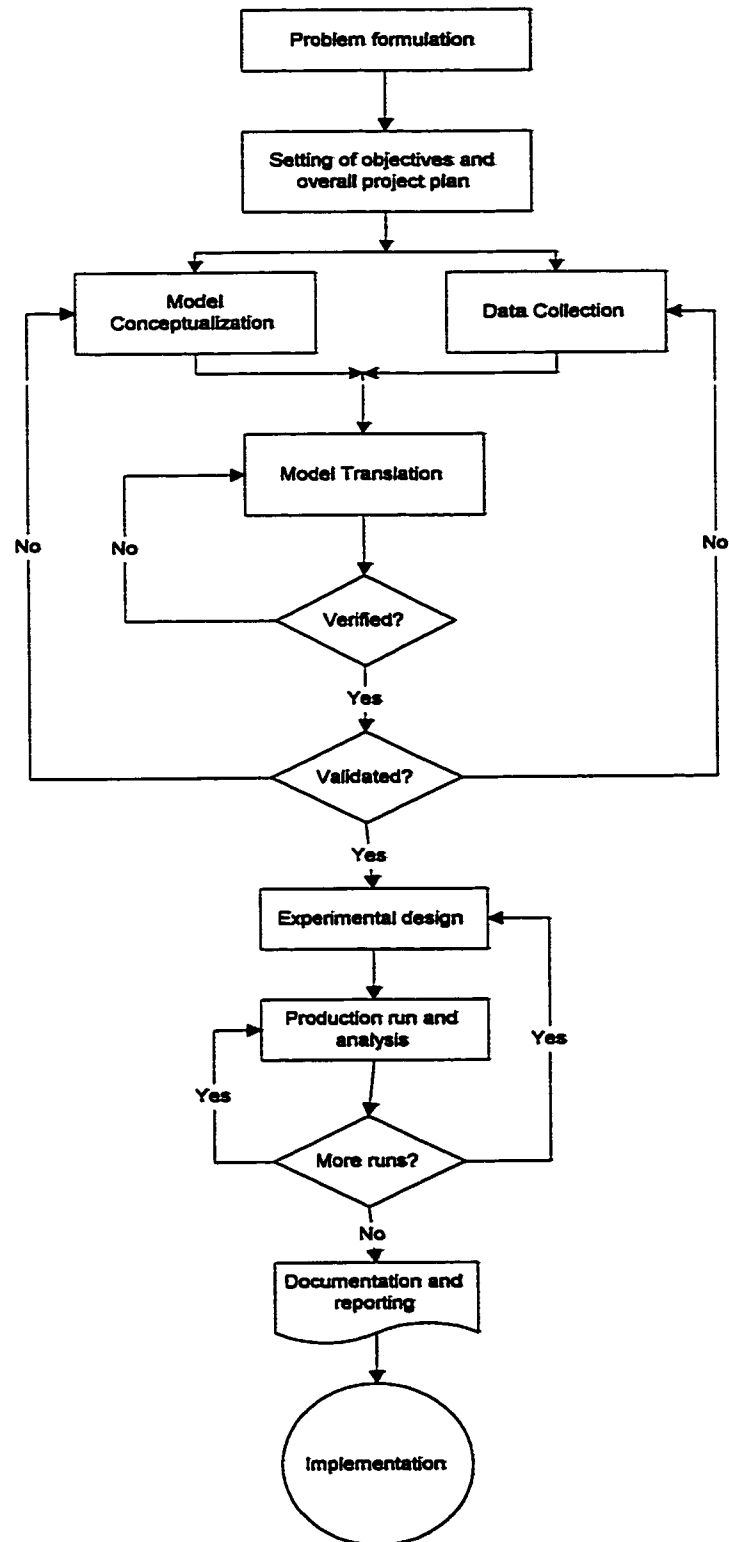 Problem formulation
Setting of objectives and
overall project plan
Model
Conceptualization
Data Collection
Model Translation
No
No
No
Verified?
Yes
Validated?
Yes
Experimental design
Production run and
analysis
Yes
Yes
More runs?
No
Documentation and
reporting
Implementation